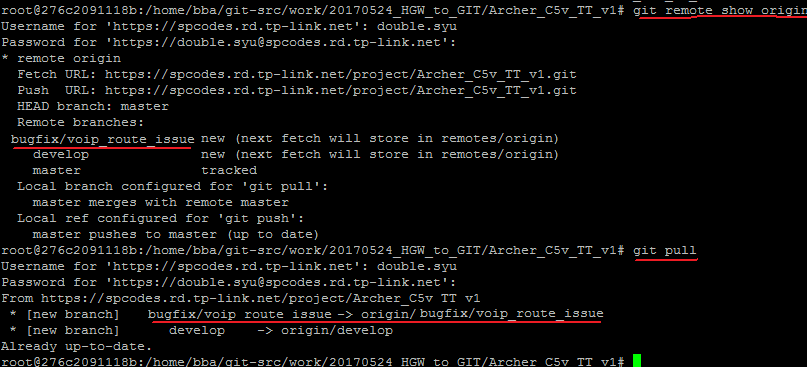 root@276c2091118b:/home/bba/git-src/work/20170524_HGW_to_GIT/Archer_C5v_TT_v1# git remote show origin
Username for 'https://spcodes.rd.tp-link.net': double.syu
Password for 'https://double.syu@spcodes.rd.tp-link.net':
* remote origin
  Fetch URL: https://spcodes.rd.tp-link.net/project/Archer_C5v_TT_v1.git
  Push  URL: https://spcodes.rd.tp-link.net/project/Archer_C5v_TT_v1.git
  HEAD branch: master
  Remote branches:
 bugfix/voip_route_issue new (next fetch will store in remotes/origin)
    develop              new (next fetch will store in remotes/origin)
    master               tracked
  Local branch configured for 'git pull':
    master merges with remote master
  Local ref configured for 'git push':
    master pushes to master (up to date)
root@276c2091118b:/home/bba/git-src/work/20170524_HGW_to_GIT/Archer_C5v_TT_v1# git pull
Username for 'https://spcodes.rd.tp-link.net': double.syu
Password for 'https://double.syu@spcodes.rd.tp-link.net':
From https://spcodes.rd.tp-link.net/project/Archer_C5v TT v1
 * [new branch]    bugfix/voip route issue -> origin/ bugfix/voip_route_issue
 * [new branch]      develop    -> origin/develop
Already up-to-date.
root@276c2091118b:/home/bba/git-src/work/20170524_HGW_to_GIT/Archer_C5v_TT_v1#